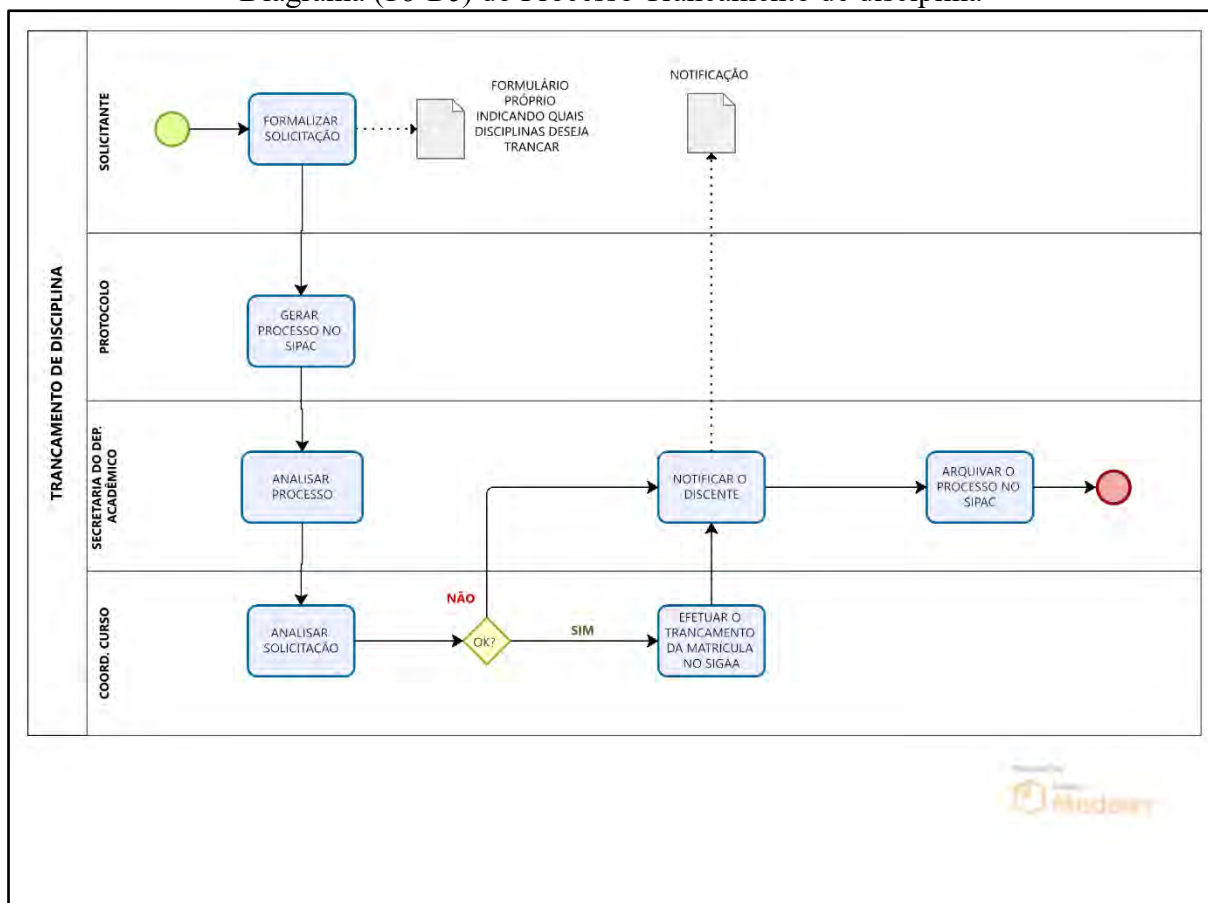 TRANCAMENTO DE DISCIPLINA
SOLICITANTE
FORMALIZAR
SOLICITAÇÃO
FORMULÁRIO
PRÓPRIO
INDICANDO QUAIS
DISCIPLINAS DESEJA
TRANCAR
NOTIFICAÇÃO
PROTOCOLO
GERAR
PROCESSO NO
SIPAC
SECRETARIA DO DEP.
ACADÊMICO
ANALISAR
PROCESSO
NOTIFICAR O
DISCENTE
ARQUIVAR O
PROCESSO NO
SIPAC
COORD. CURSO
ANALISAR
SOLICITAÇÃO
OK?
NÃO
SIM
EFETUAR O
TRANCAMENTO
DA MATRICULA
NO SIGAA
Modeler